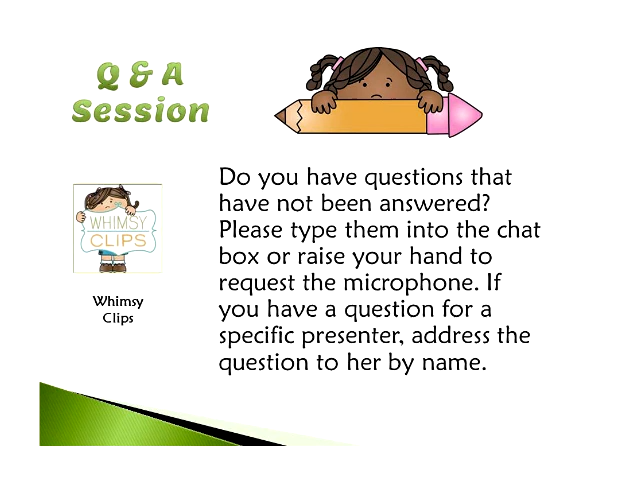 Q & A
Session
Do you have questions that
have not been answered?
Please type them into the chat
box or raise your hand to
request the microphone. If
you have a question for a
specific presenter, address the
question to her by name.
WHIMSY
CLIPS
Whimsy
Clips